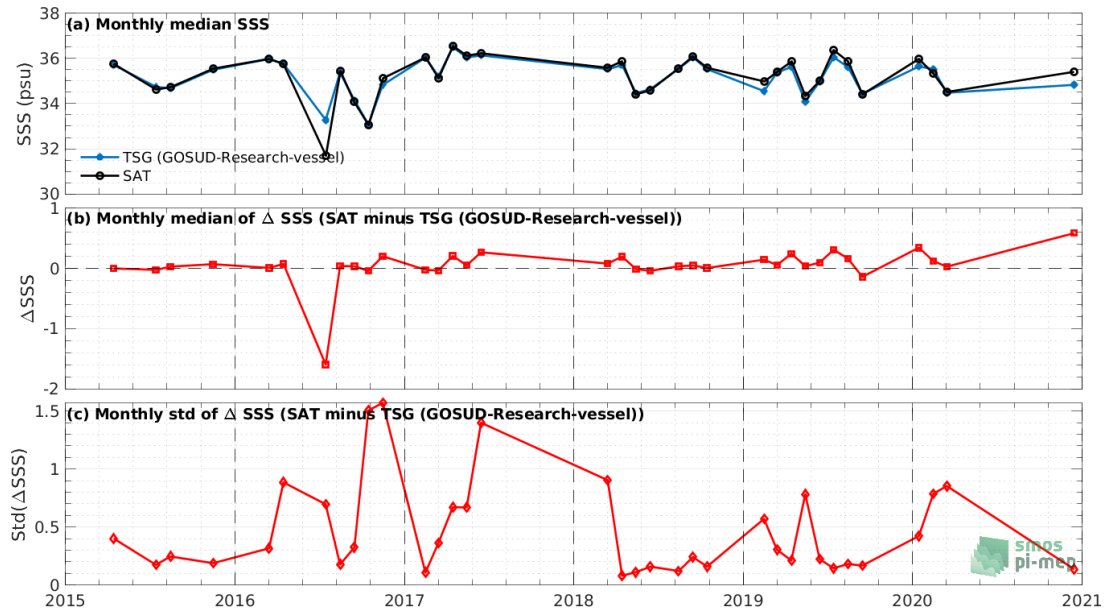 (a) Monthly median SSS
38
36
34
32
30
SSS (psu)
TSG (GOSUD-Research-vessel)
SAT
(b) Monthly median of Δ SSS (SAT minus TSG (GOSUD-Research-vessel))
1
0
-1
-2
ΔSSS
(c) Monthly std of Δ SSS (SAT minus TSG (GOSUD-Research-vessel))
1.5
1
0.5
0
Std(ΔSSS)
smos
pi-mep
2015 2016 2017 2018 2019 2020 2021